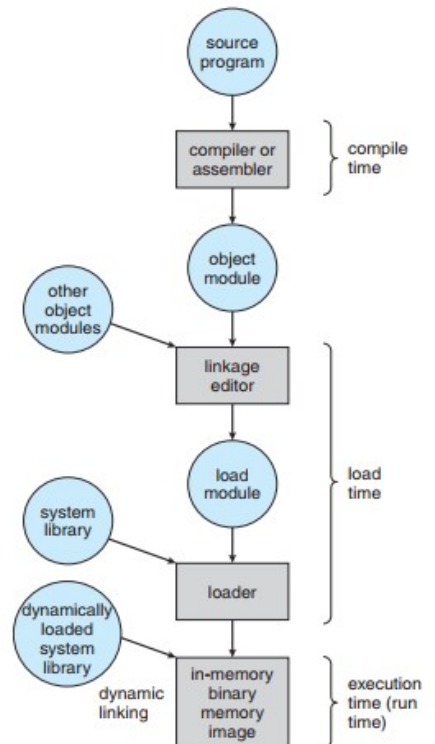 source
program
compiler or
assembler
compile
time
object
module
other
object
modules
linkage
editor
load
module
load
time
system
library
loader
dynamically
loaded
system
library
dynamic
linking
in-memory
binary
memory
image
execution
time (run
time)